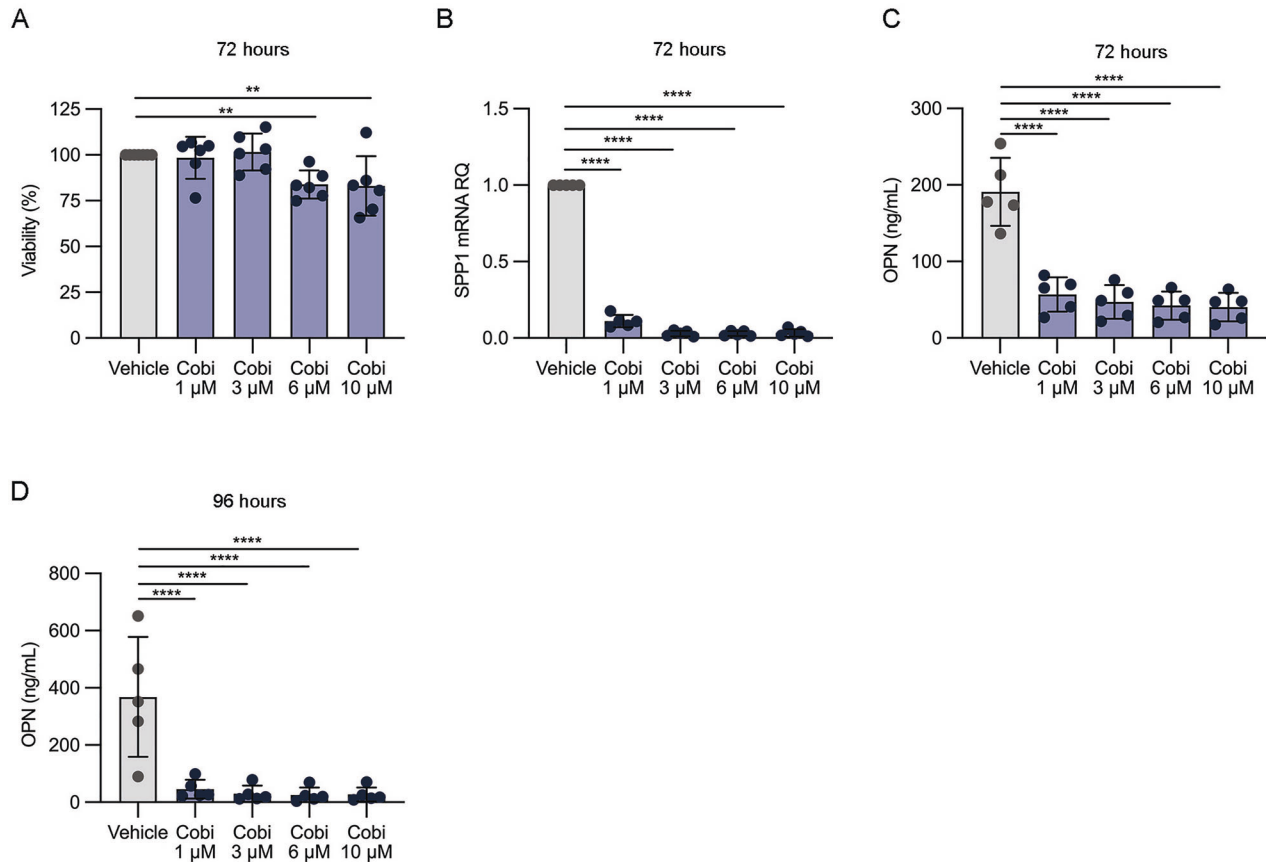 A
72 hours
**
**
125
100
75
50
25
0
Viability (%)
Vehicle Cobi Cobi Cobi Cobi
1 µM 3 µM 6 µM 10 µM
B
72 hours
****
****
****
****
1.5
1.0
0.5
0.0
SPP1 mRNA RQ
Vehicle Cobi Cobi Cobi Cobi
1 µM 3 µM 6 µM 10 µM
C
72 hours
****
****
****
****
300
200
100
0
OPN (ng/mL)
Vehicle Cobi Cobi Cobi Cobi
1 µM 3 µM 6 µM 10 µM
D
96 hours
****
****
****
****
800
600
400
200
0
OPN (ng/mL)
Vehicle Cobi Cobi Cobi Cobi
1 µM 3 µM 6 µM 10 µM